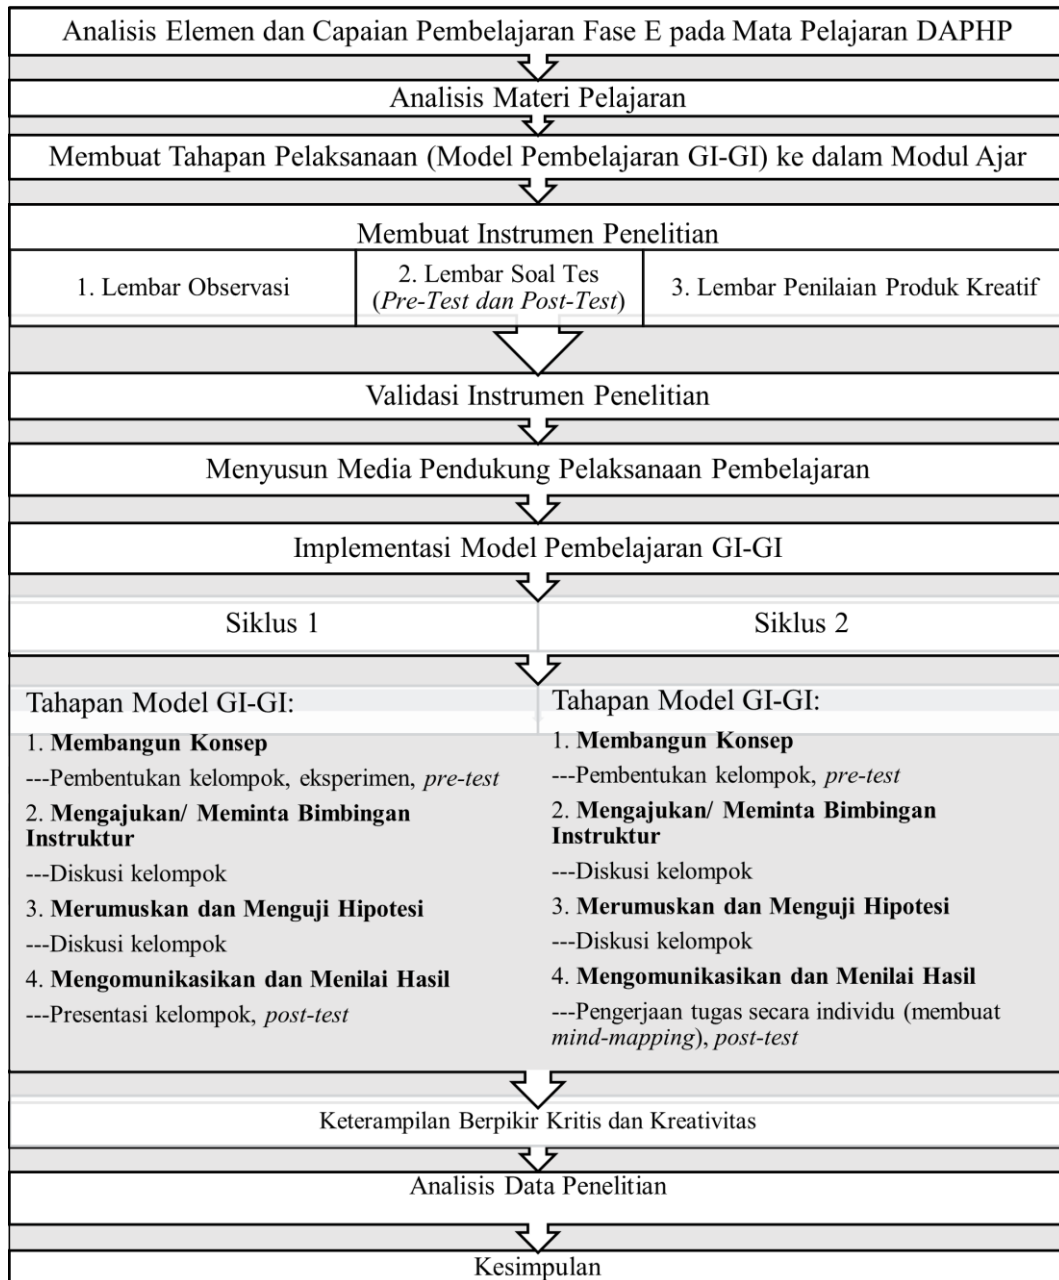 Analisis Elemen dan Capaian Pembelajaran Fase E pada Mata Pelajaran DAPHP
Analisis Materi Pelajaran
Membuat Tahapan Pelaksanaan (Model Pembelajaran GI-GI) ke dalam Modul Ajar
Membuat Instrumen Penelitian
1. Lembar Observasi
2. Lembar Soal Tes
(Pre-Test dan Post-Test)
3. Lembar Penilaian Produk Kreatif
Validasi Instrumen Penelitian
Menyusun Media Pendukung Pelaksanaan Pembelajaran
Implementasi Model Pembelajaran GI-GI
Siklus 1
Siklus 2
Tahapan Model GI-GI:
1. Membangun Konsep
---Pembentukan kelompok, eksperimen, pre-test
2. Mengajukan/ Meminta Bimbingan
Instruktur
---Diskusi kelompok
3. Merumuskan dan Menguji Hipotesi
---Diskusi kelompok
4. Mengomunikasikan dan Menilai Hasil
---Presentasi kelompok, post-test
Tahapan Model GI-GI:
1. Membangun Konsep
---Pembentukan kelompok, pre-test
2. Mengajukan/ Meminta Bimbingan
Instruktur
---Diskusi kelompok
3. Merumuskan dan Menguji Hipotesi
---Diskusi kelompok
4. Mengomunikasikan dan Menilai Hasil
---Pengerjaan tugas secara individu (membuat
mind-mapping), post-test
Keterampilan Berpikir Kritis dan Kreativitas
Analisis Data Penelitian
Kesimpulan